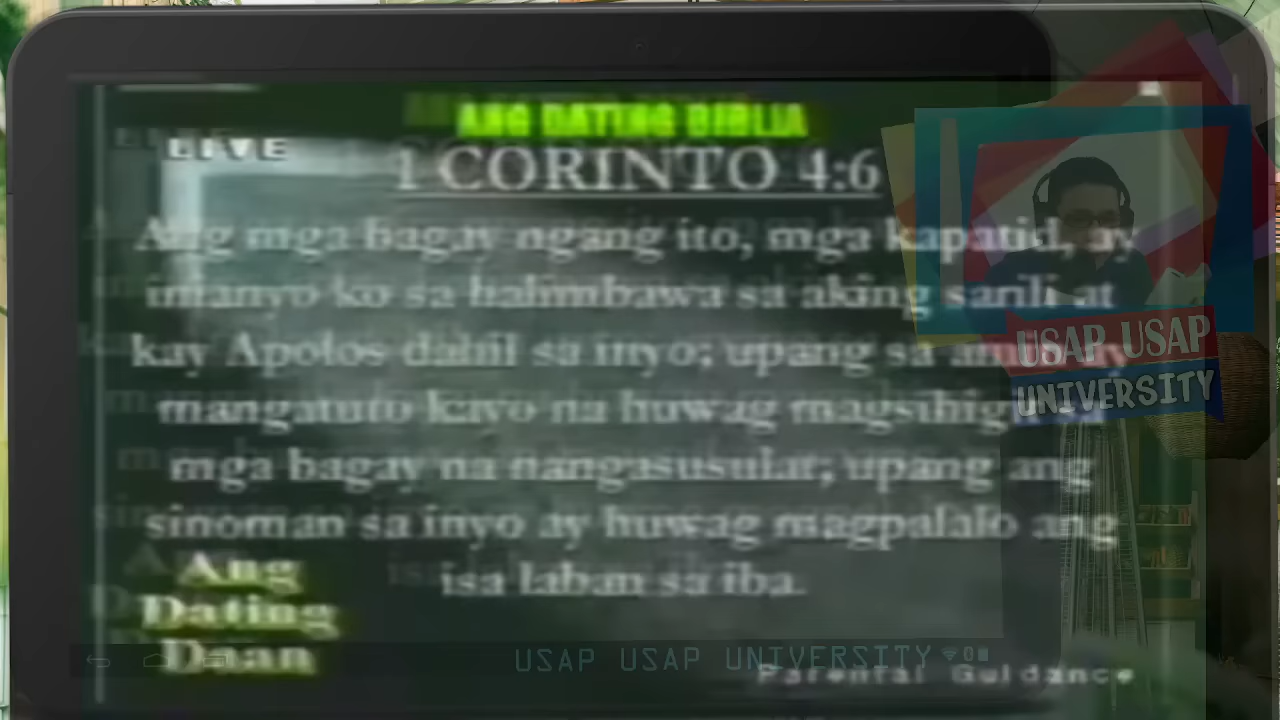 ANG DATING BIBLIA
LIVE
1 CORINTO 4:6
Ang mga bagay ngang ito, mga kapatid, ay
inianyo ko sa halimbawa sa aking sarili at
kay Apolos dahil sa inyo; upang sa amin ay
mangatuto kayo na huwag magsihigit sa
mga bagay na nangasusulat; upang ang
sinoman sa inyo ay huwag magpalalo ang
isa laban sa iba.
Ang
Dating
Daan
USAP USAP
UNIVERSITY
USAP USAP UNIVERSITY
Parental Guidance